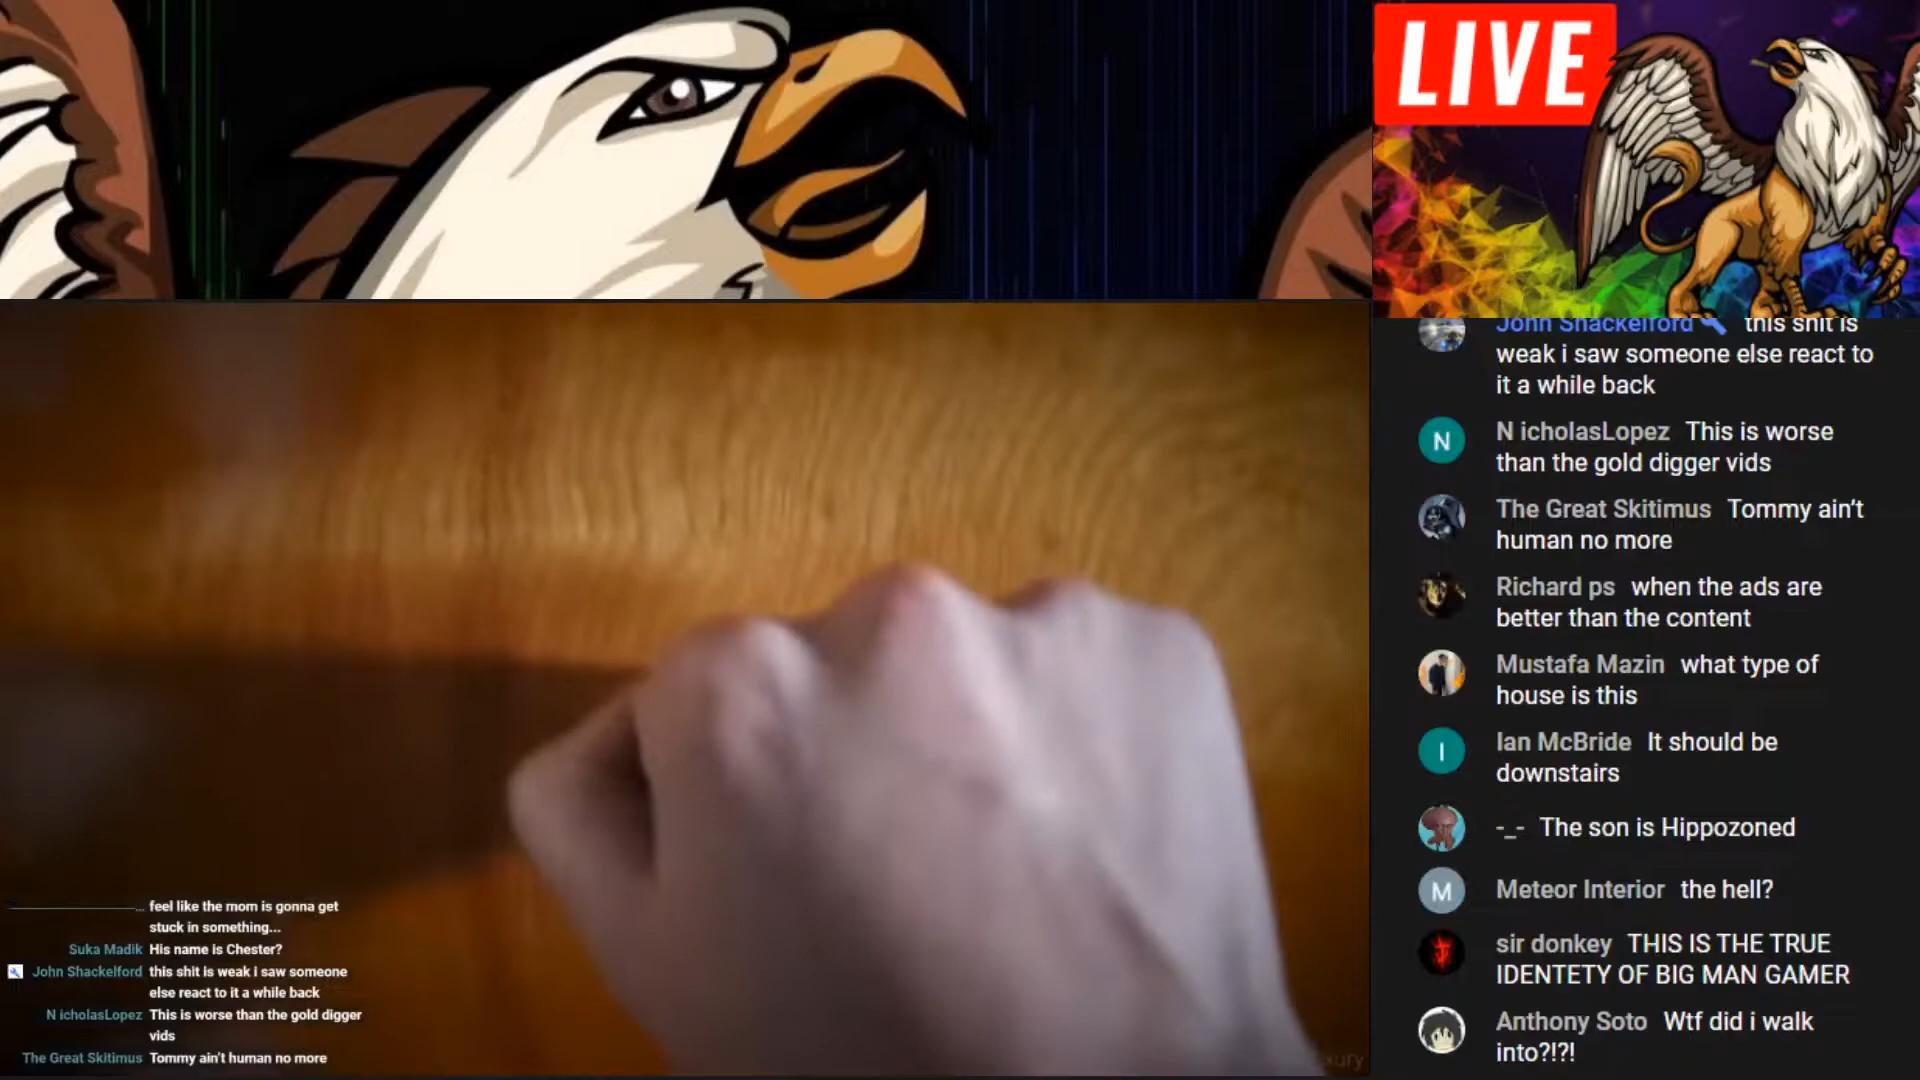 LIVE
John Shackelford this shit is
weak i saw someone else react to
it a while back
N icholasLopez This is worse
than the gold digger vids
The Great Skitimus Tommy ain't
human no more
Richard ps when the ads are
better than the content
Mustafa Mazin what type of
house is this
Ian McBride It should be
downstairs
-_- The son is Hippozoned
Meteor Interior the hell?
sir donkey THIS IS THE TRUE
IDENTETY OF BIG MAN GAMER
Anthony Soto Wtf did i walk
into?!?!
feel like the mom is gonna get
stuck in something...
Suka Madik His name is Chester?
John Shackelford this shit is weak i saw someone
else react to it a while back
N icholasLopez This is worse than the gold digger
vids
The Great Skitimus Tommy ain't human no more